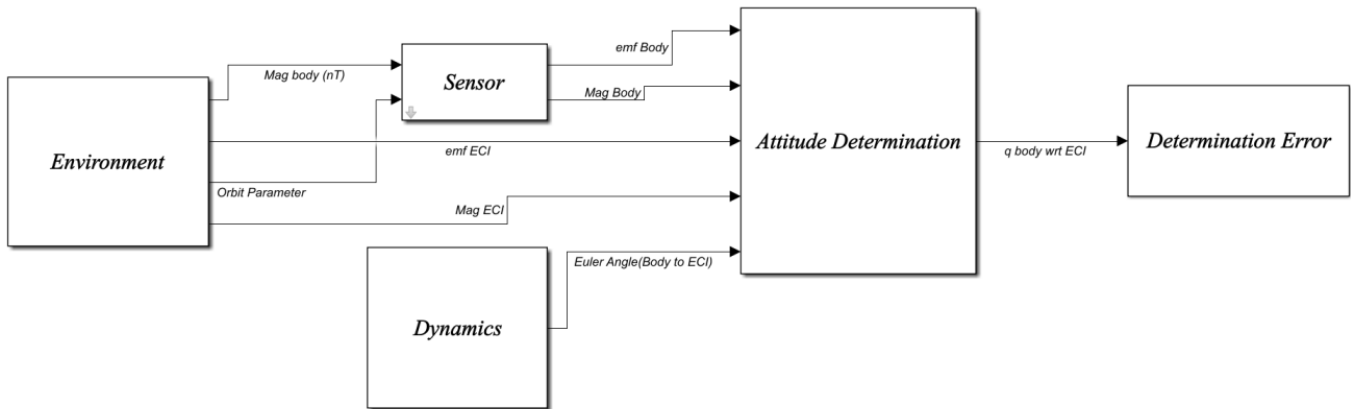 emf Body
Mag body (nT)
Sensor
Mag Body
Environment
emf ECI
Attitude Determination
q body wrt ECI
Determination Error
Orbit Parameter
Mag ECI
Euler Angle(Body to ECI)
Dynamics